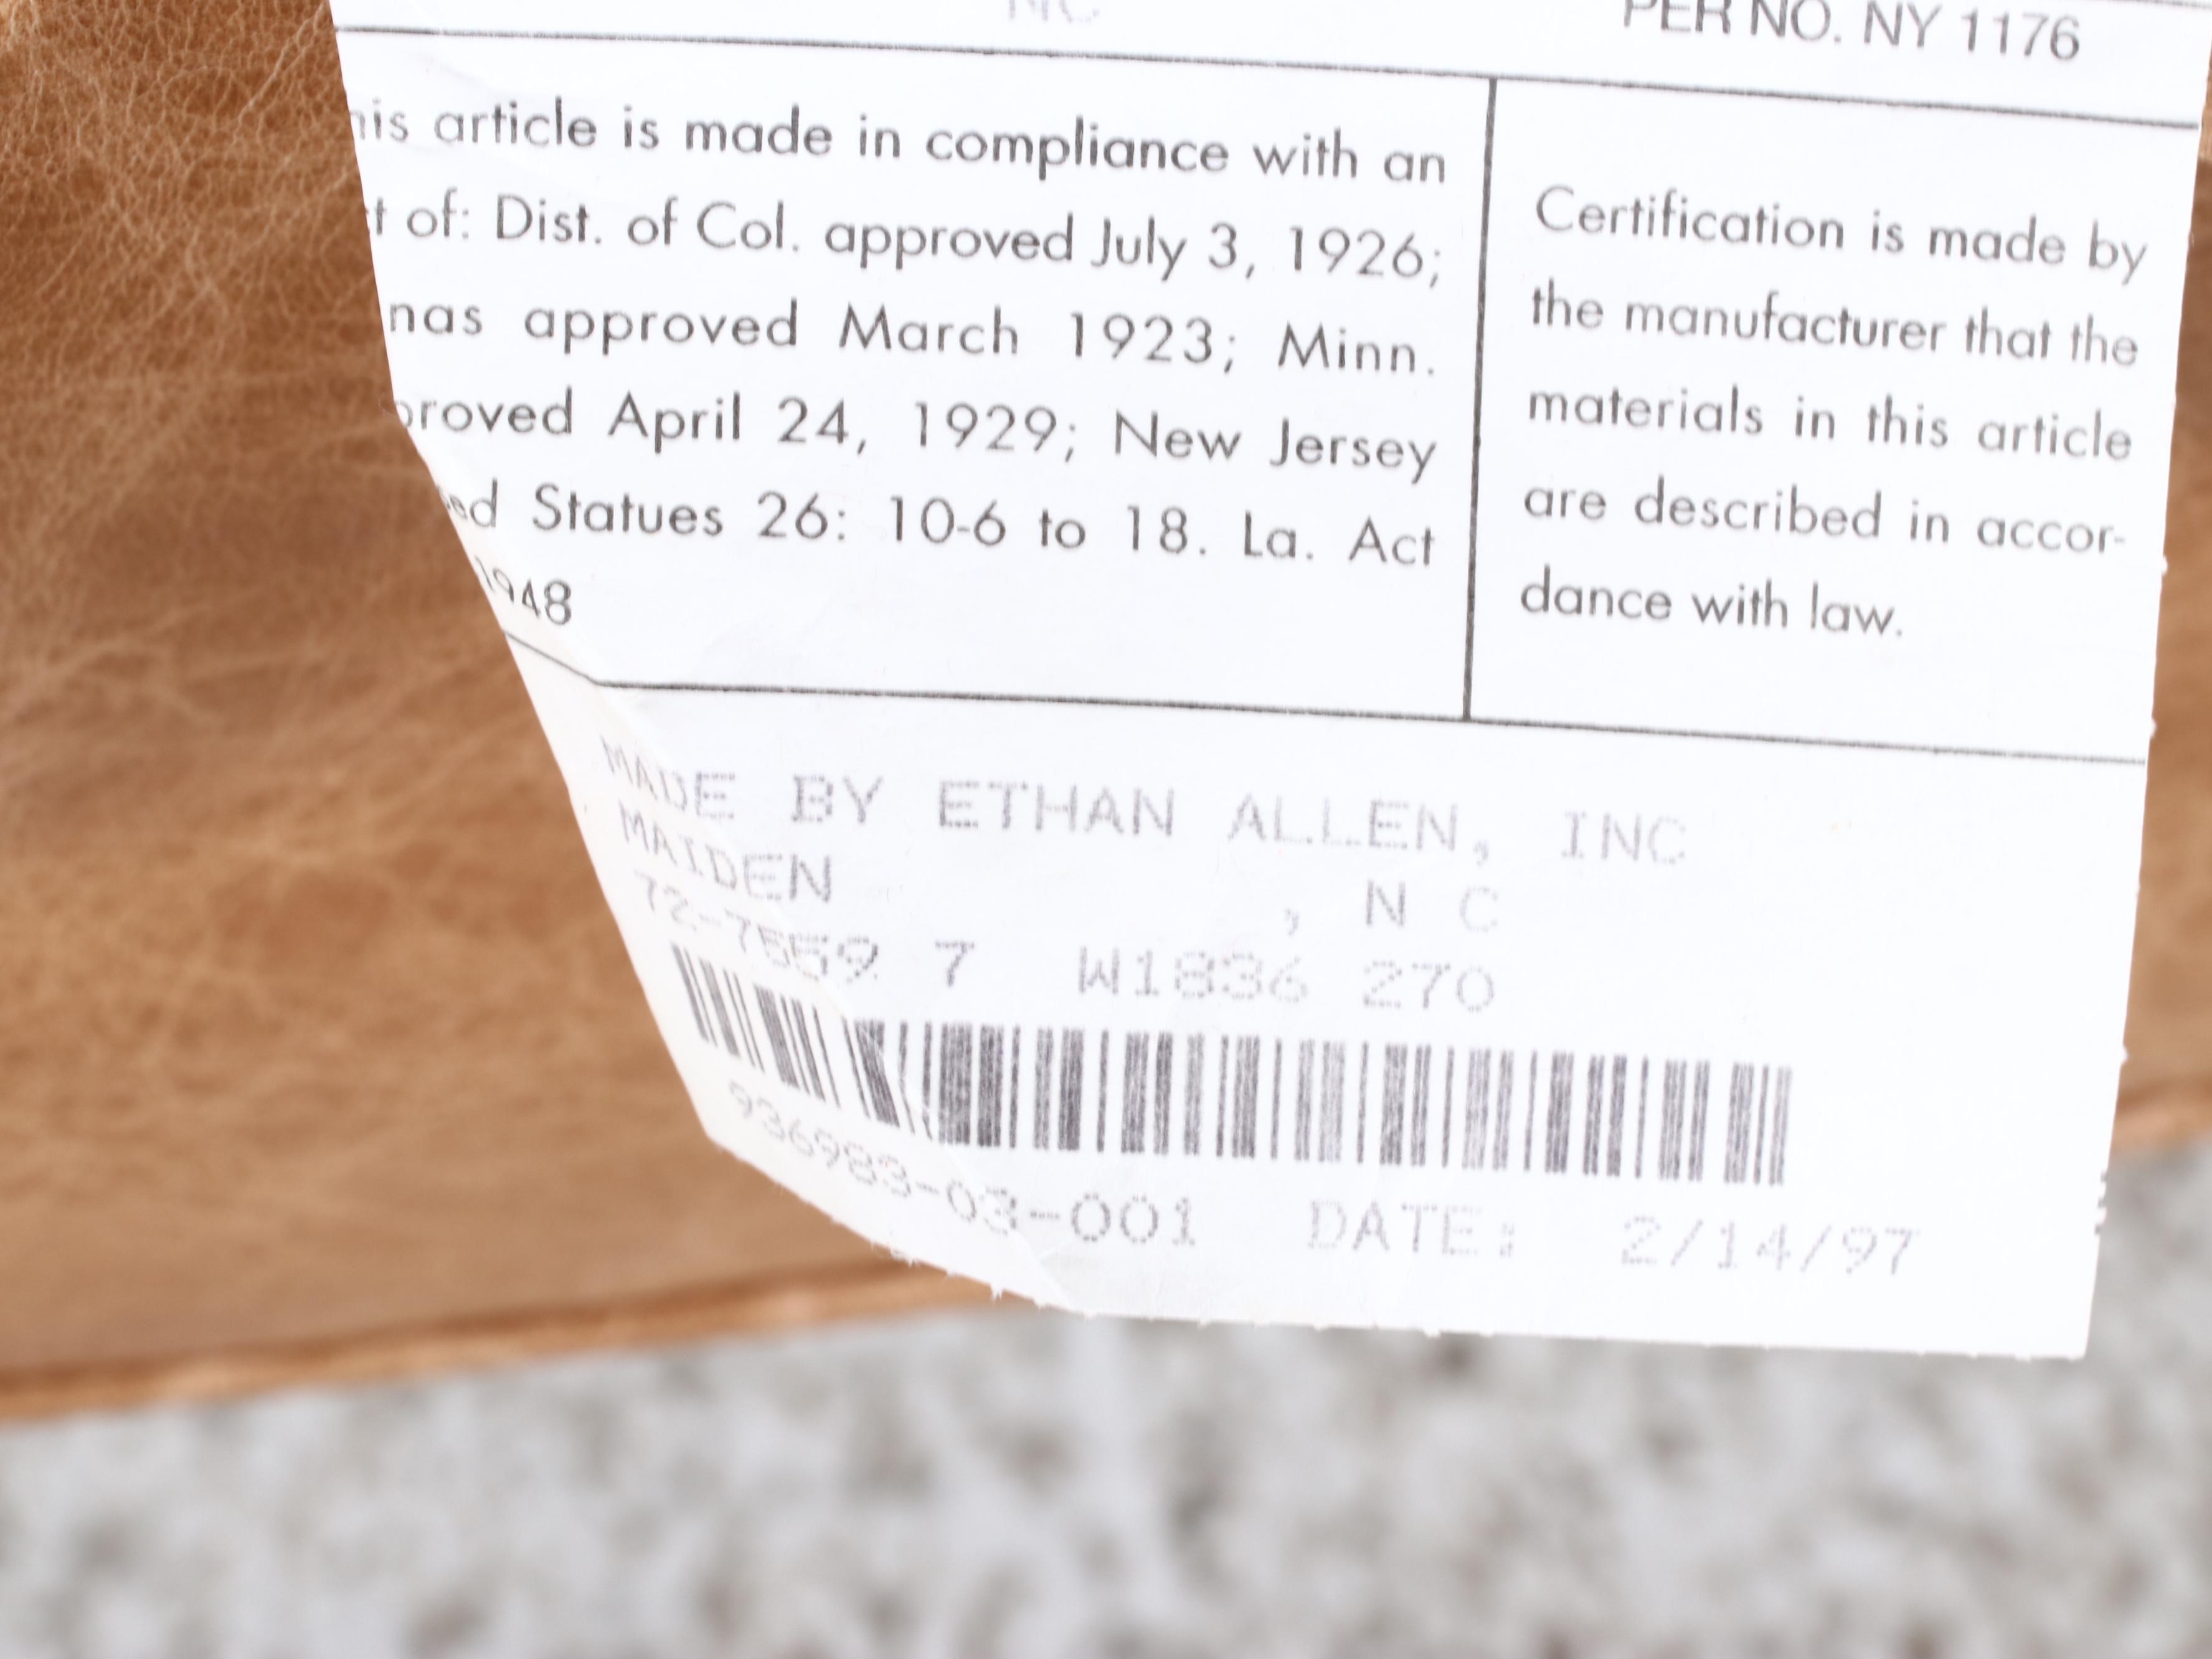 NC
PER NO. NY 1176
his article is made in compliance with an
t of: Dist. of Col. approved July 3, 1926;
nas approved March 1923; Minn.
proved April 24, 1929; New Jersey
ed Statues 26: 10-6 to 18. La. Act
1948
Certification is made by
the manufacturer that the
materials in this article
are described in accor-
dance with law.
MADE BY ETHAN ALLEN, INC
MAIDEN , N C
72-7559 7 W1836 270
936983-03-001 DATE: 2/14/97